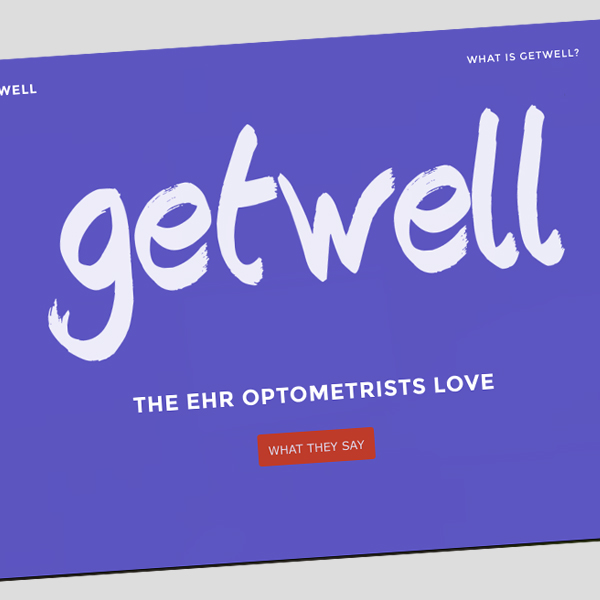 WELL
WHAT IS GETWELL?
getwell
THE EHR OPTOMETRISTS LOVE
WHAT THEY SAY